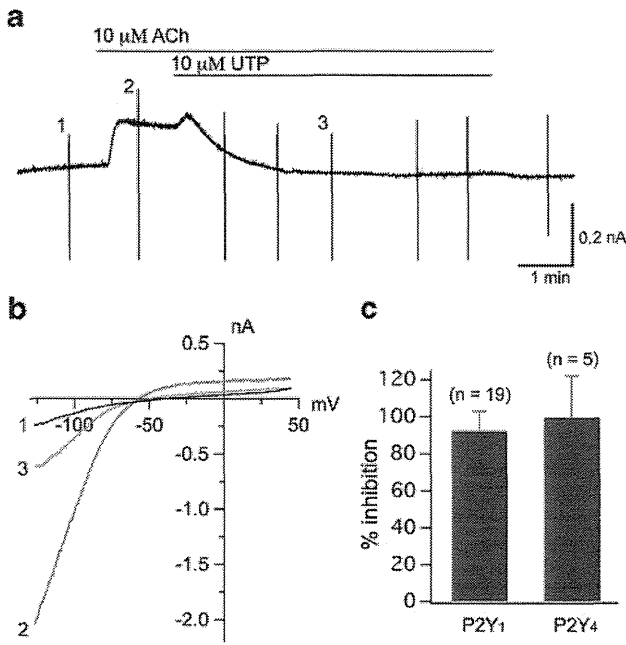 a
10 µM ACh
10 µM UTP
1
2
3
0,2 nA
1 min
b
nA
0.5
-100
-50
mV
50
1
3
-0.5
-1.0
-1.5
2
-2.0
c
(n = 19)
(n = 5)
120
100
80
60
40
20
0
% inhibition
P2Y1
P2Y4